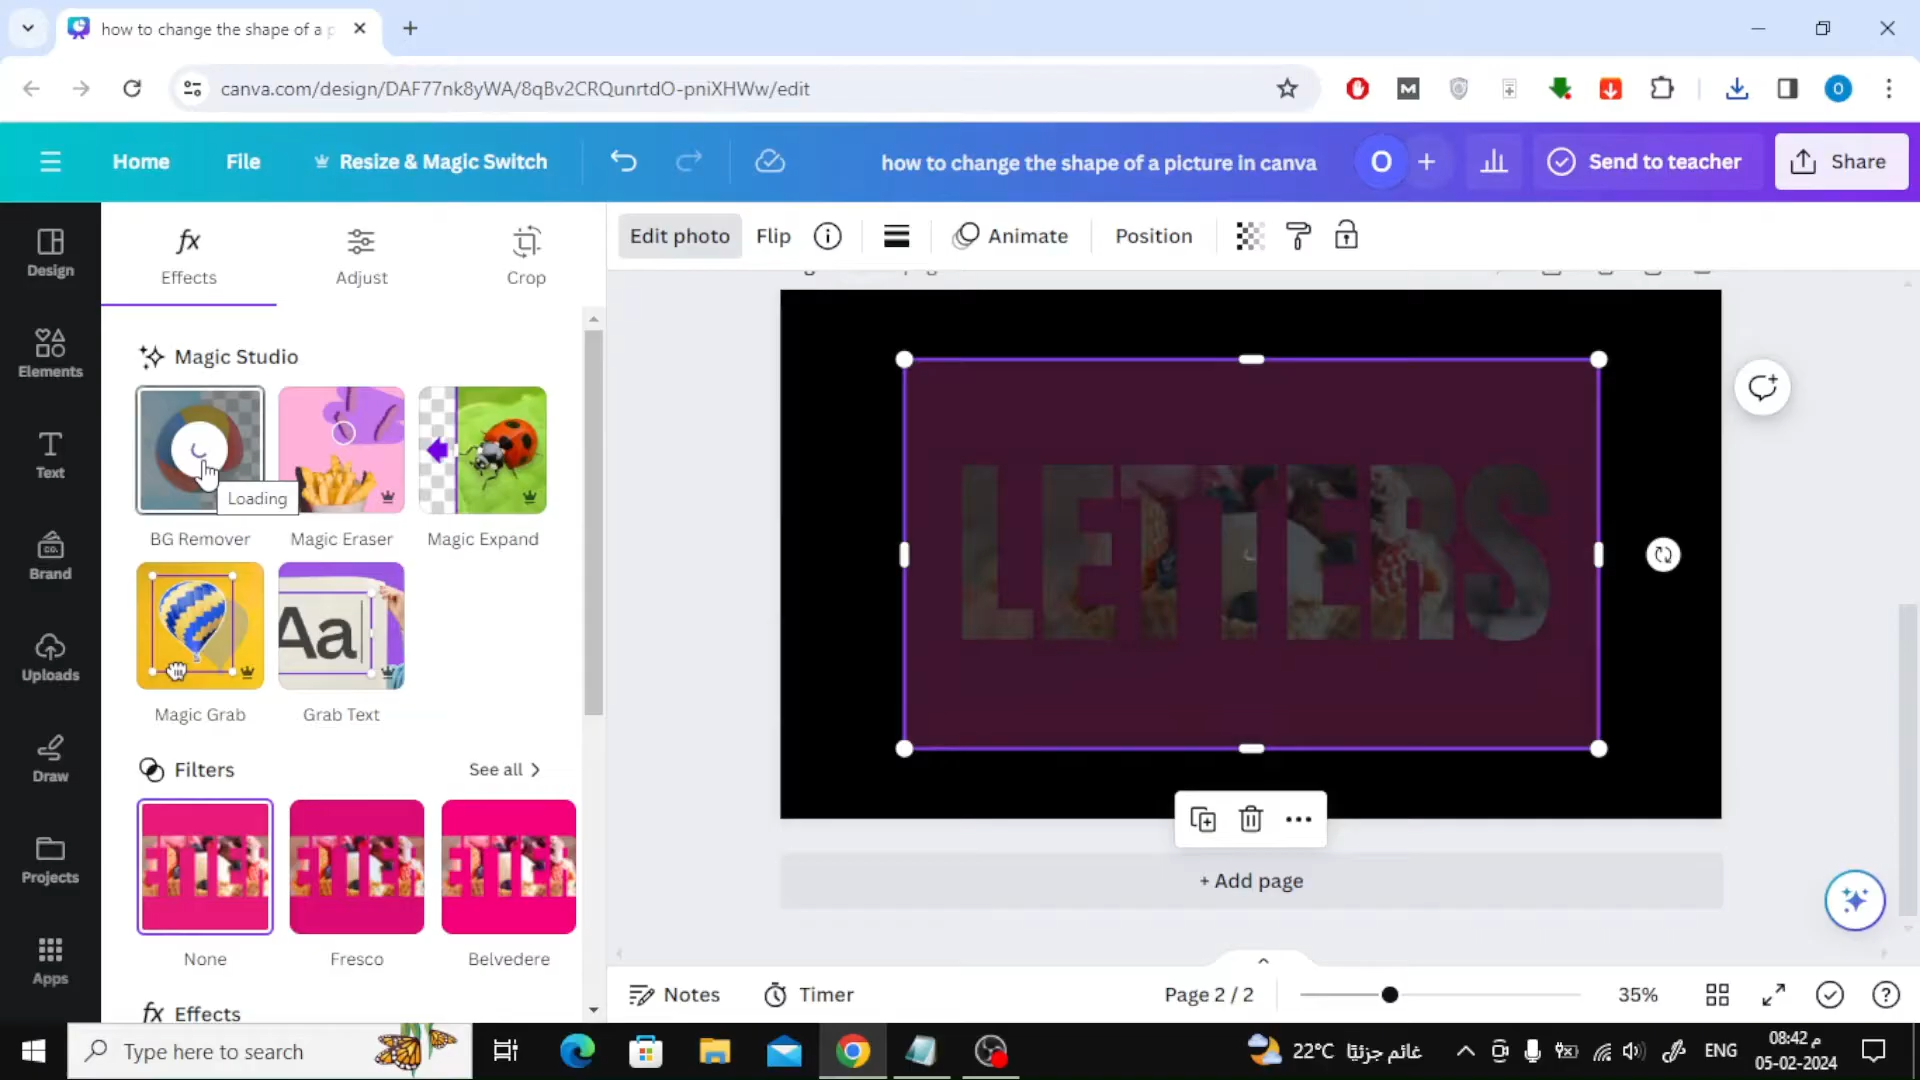 how to change the shape of a p
canva.com/design/DAF77nk8yWA/8qBv2CRQunrtdO-pniXHWw/edit
Home
File
Resize & Magic Switch
how to change the shape of a picture in canva
O
Send to teacher
Share
Design
Elements
Text
Brand
Uploads
Draw
Projects
Apps
Effects
Adjust
Crop
Edit photo
Flip
Animate
Position
Magic Studio
Loading
BG Remover
Magic Eraser
Magic Expand
Aa
Magic Grab
Grab Text
Filters
See all
None
Fresco
Belvedere
Effects
LETTERS
+ Add page
Notes
Timer
Page 2 / 2
35%
Type here to search
22°C غائم جزئيًا
ENG
08:42 م
05-02-2024